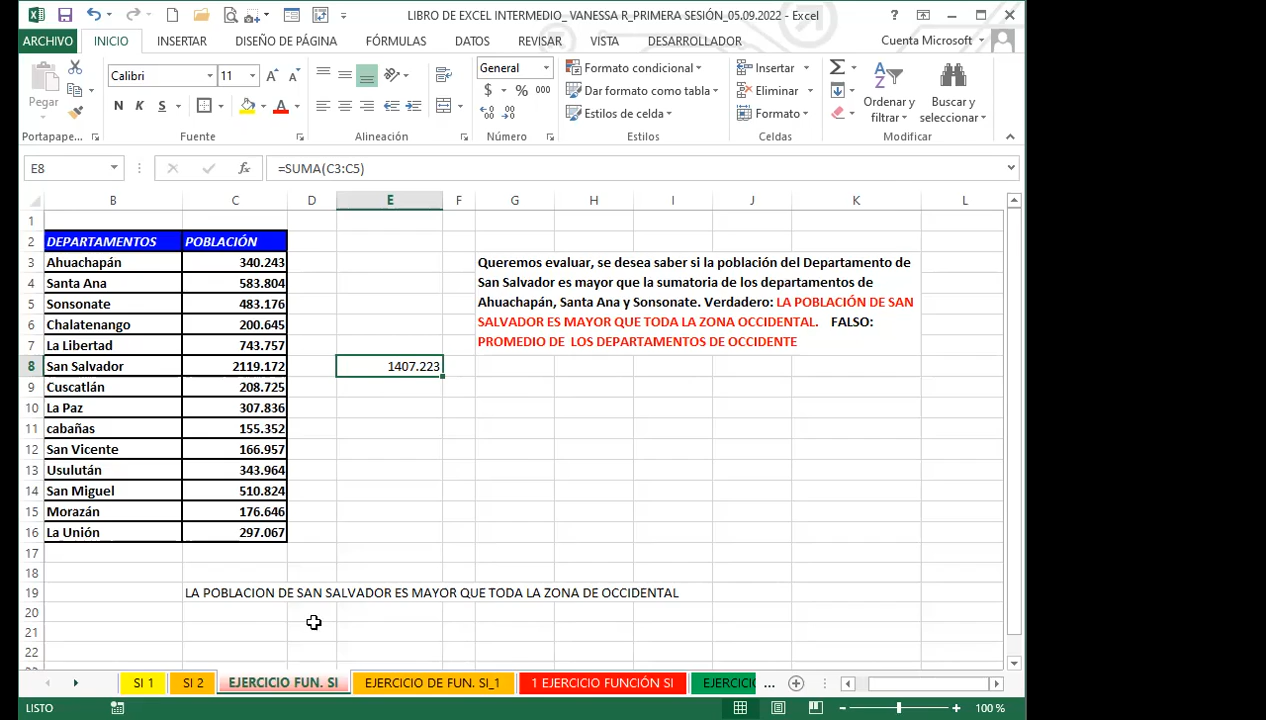 LIBRO DE EXCEL INTERMEDIO_ VANESSA R_PRIMERA SESIÓN_05.09.2022 - Excel
ARCHIVO INICIO INSERTAR DISEÑO DE PÁGINA FÓRMULAS DATOS REVISAR VISTA DESARROLLADOR Cuenta Microsoft
Calibri 11 General Formato condicional Insertar
Pegar N K S $ % 000 Dar formato como tabla Eliminar Ordenar y Buscar y
Estilos de celda Formato filtrar seleccionar
Portapape... Fuente Alineación Número Estilos Celdas Modificar
E8 fx =SUMA(C3:C5)
B C D E F G H I J K L
1
2 DEPARTAMENTOS POBLACIÓN
3 Ahuachapán 340.243 Queremos evaluar, se desea saber si la población del Departamento de
4 Santa Ana 583.804 San Salvador es mayor que la sumatoria de los departamentos de
5 Sonsonate 483.176 Ahuachapán, Santa Ana y Sonsonate. Verdadero: LA POBLACIÓN DE SAN
6 Chalatenango 200.645 SALVADOR ES MAYOR QUE TODA LA ZONA OCCIDENTAL. FALSO:
7 La Libertad 743.757 PROMEDIO DE LOS DEPARTAMENTOS DE OCCIDENTE
8 San Salvador 2119.172 1407.223
9 Cuscatlán 208.725
10 La Paz 307.836
11 cabañas 155.352
12 San Vicente 166.957
13 Usulután 343.964
14 San Miguel 510.824
15 Morazán 176.646
16 La Unión 297.067
17
18
19 LA POBLACION DE SAN SALVADOR ES MAYOR QUE TODA LA ZONA DE OCCIDENTAL
20
21
22
SI 1 SI 2 EJERCICIO FUN. SI EJERCICIO DE FUN. SI_1 1 EJERCICIO FUNCIÓN SI EJERCICIO ...
LISTO 100 %